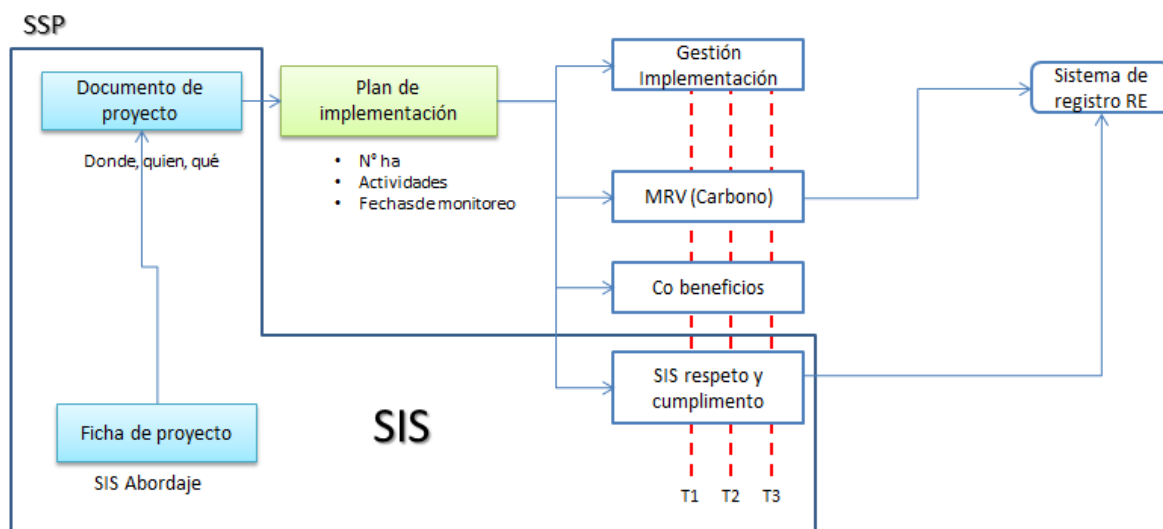 SSP
Documento de
proyecto
Donde, quien, qué
Ficha de proyecto
SIS Abordaje
Plan de
implementación
• N° ha
• Actividades
• Fechas de monitoreo
SIS
Gestión
Implementación
MRV (Carbono)
Co beneficios
SIS respeto y
cumplimento
T1 T2 T3
Sistema de
registro RE